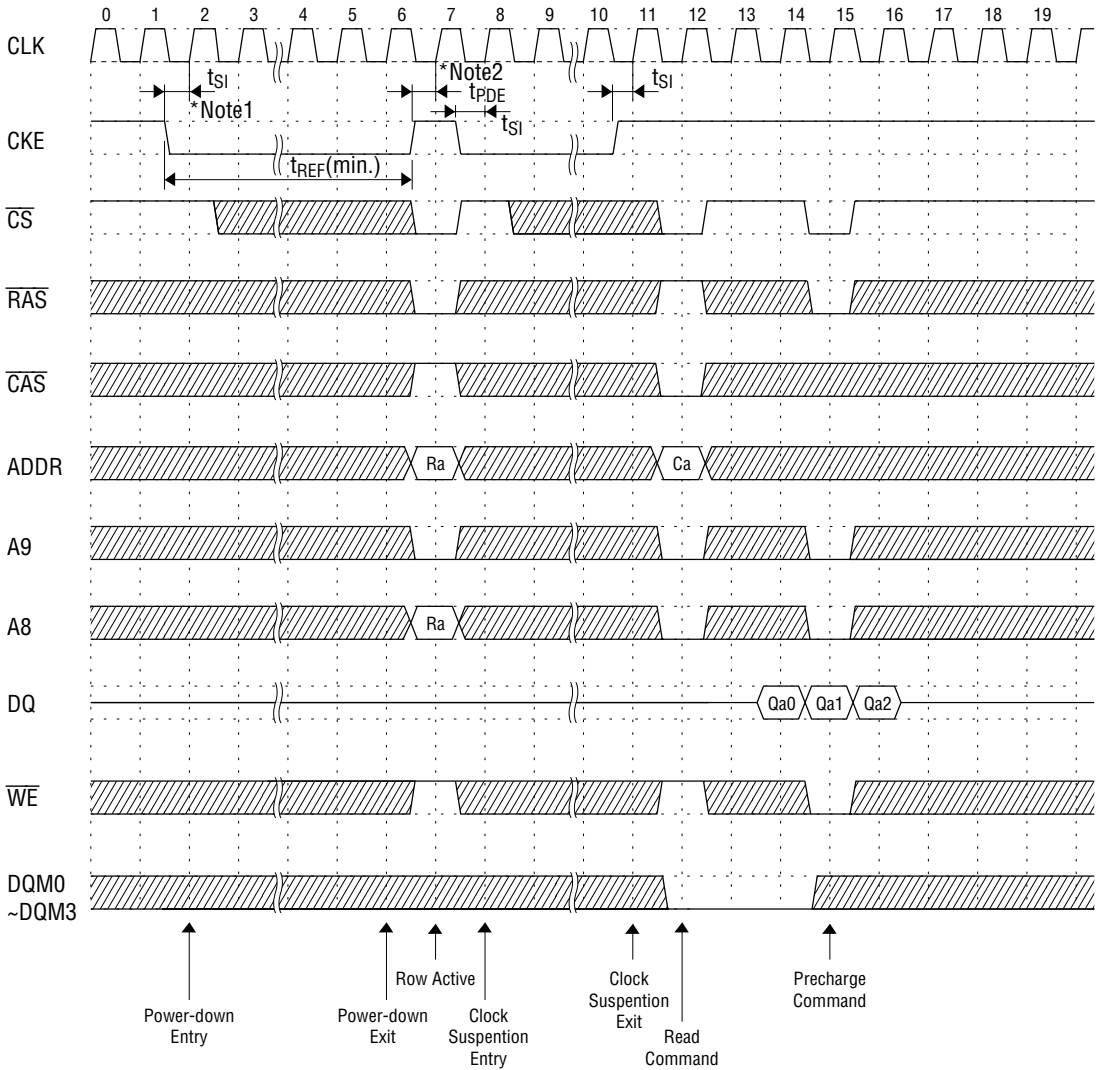 0 1 2 3 4 5 6 7 8 9 10 11 12 13 14 15 16 17 18 19
CLK
tSI
*Note1
*Note2
tPDE
tSI
tSI
CKE
tREF(min.)
CS
RAS
CAS
ADDR
Ra
Ca
A9
A8
Ra
DQ
Qa0
Qa1
Qa2
WE
DQM0
~DQM3
Power-down
Entry
Power-down
Exit
Row Active
Clock
Suspention
Entry
Clock
Suspention
Exit
Read
Command
Precharge
Command